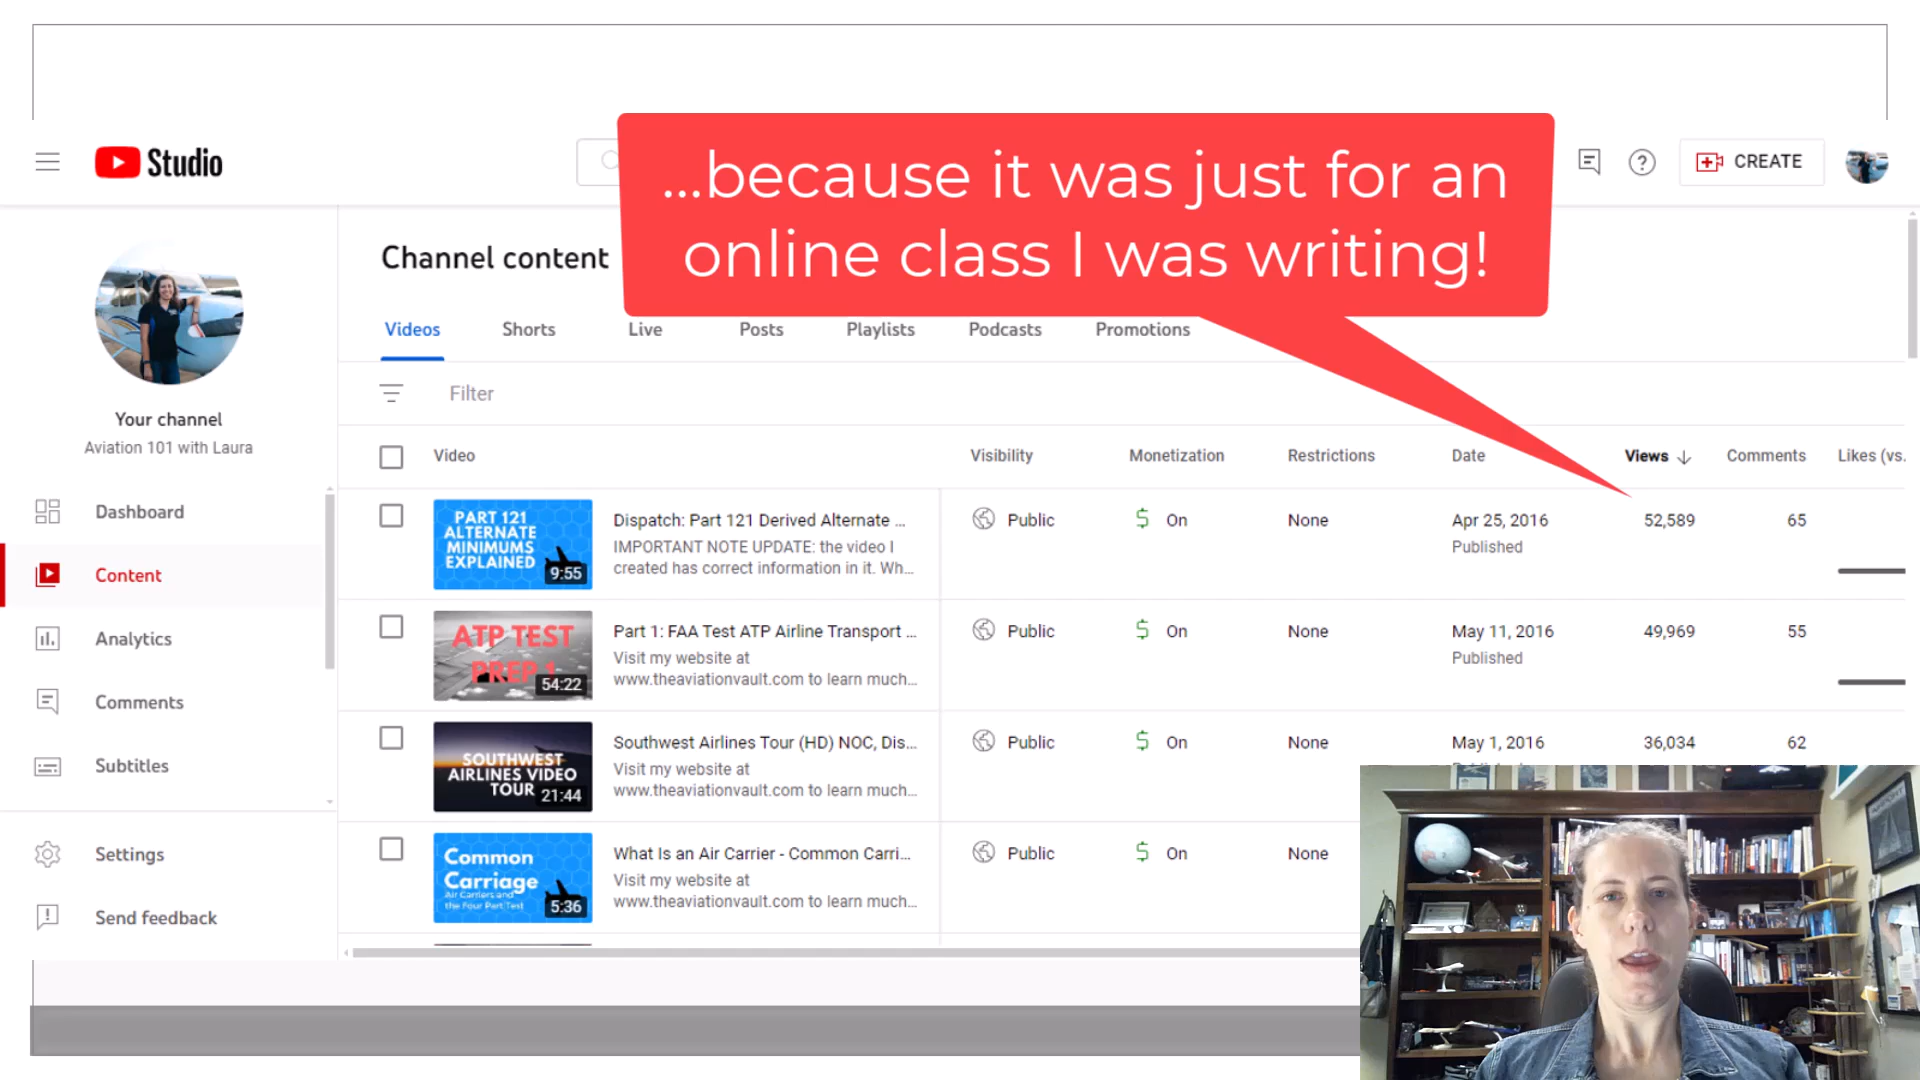 ...because it was just for an
online class I was writing!
Studio
CREATE
Channel content
Videos
Shorts
Live
Posts
Playlists
Podcasts
Promotions
Your channel
Aviation 101 with Laura
Filter
Video
Visibility
Monetization
Restrictions
Date
Views
Comments
Likes (vs.
Dashboard
Content
Analytics
Comments
Subtitles
Settings
Send feedback
PART 121
ALTERNATE
MINIMUMS
EXPLAINED
9:55
Dispatch: Part 121 Derived Alternate ...
IMPORTANT NOTE UPDATE: the video I
created has correct information in it. Wh...
Public
On
None
Apr 25, 2016
Published
52,589
65
ATP TEST
PREP 1
54:22
Part 1: FAA Test ATP Airline Transport ...
Visit my website at
www.theaviationvault.com to learn much...
Public
On
None
May 11, 2016
Published
49,969
55
SOUTHWEST
AIRLINES VIDEO
TOUR
21:44
Southwest Airlines Tour (HD) NOC, Dis...
Visit my website at
www.theaviationvault.com to learn much...
Public
On
None
May 1, 2016
36,034
62
Common
Carriage
Air Carriers and
the Four Part Test
5:36
What Is an Air Carrier - Common Carri...
Visit my website at
www.theaviationvault.com to learn much...
Public
On
None